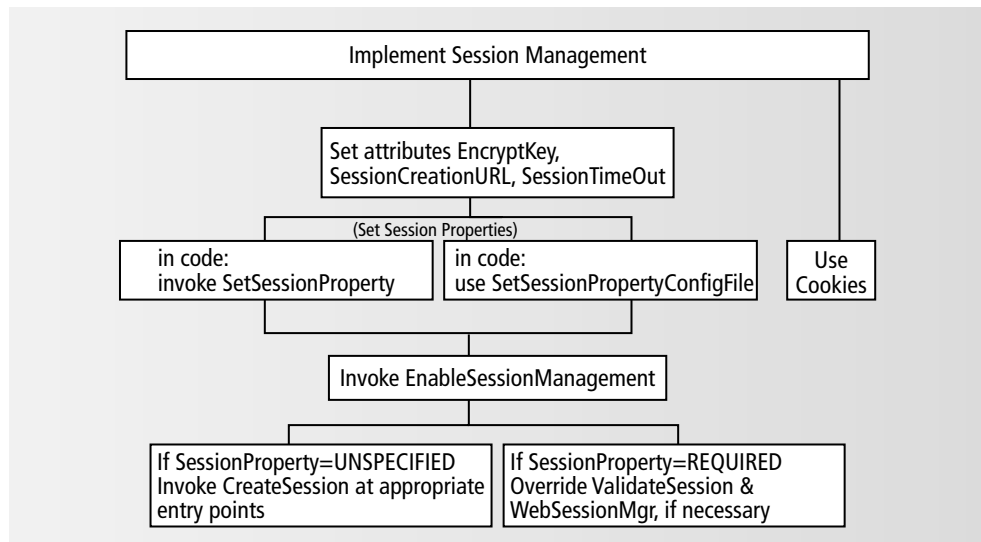 Implement Session Management
Set attributes EncryptKey,
SessionCreationURL, SessionTimeOut
(Set Session Properties)
in code:
invoke SetSessionProperty
in code:
use SetSessionPropertyConfigFile
Use
Cookies
Invoke EnableSessionManagement
If SessionProperty=UNSPECIFIED
Invoke CreateSession at appropriate
entry points
If SessionProperty=REQUIRED
Override ValidateSession &
WebSessionMgr, if necessary